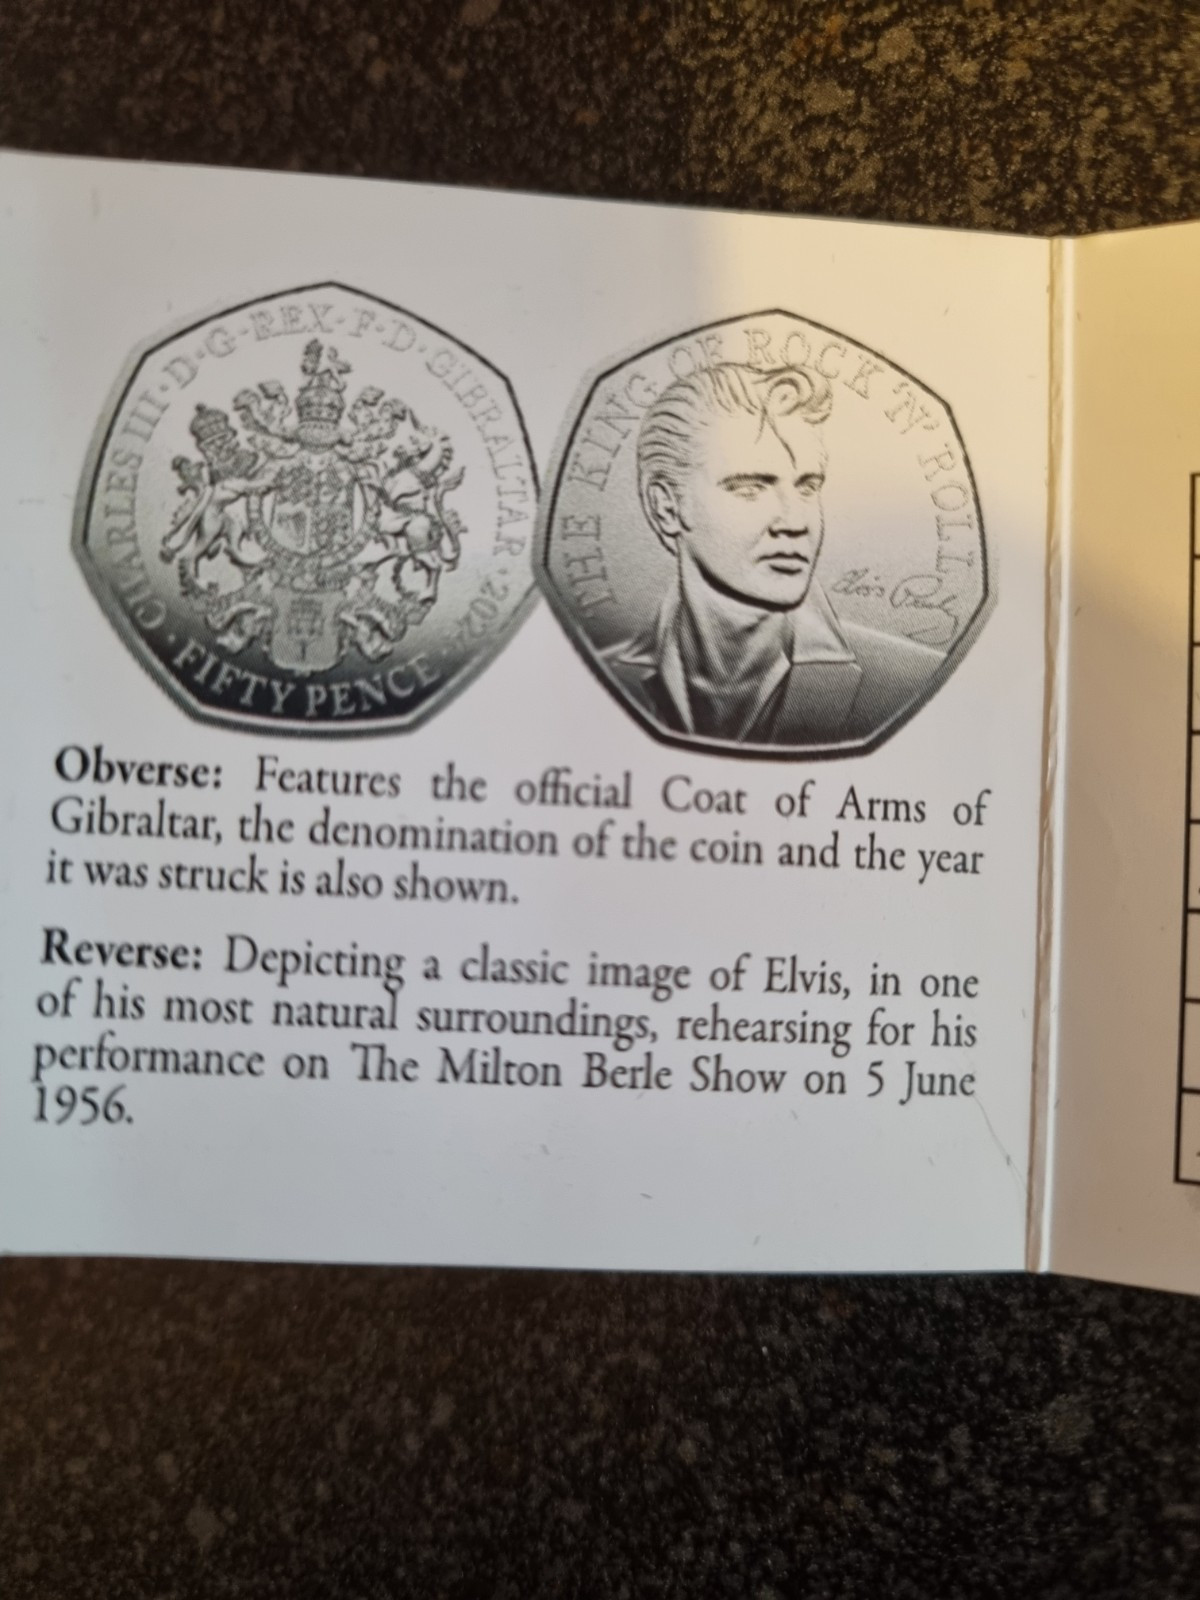 CHARLES III · D · G · REX · F · D · GIBRALTAR ·
· FIFTY PENCE ·
THE KING OF ROCK 'N' ROLL
Elvis Presley
Obverse: Features the official Coat of Arms of
Gibraltar, the denomination of the coin and the year
it was struck is also shown.
Reverse: Depicting a classic image of Elvis, in one
of his most natural surroundings, rehearsing for his
performance on The Milton Berle Show on 5 June
1956.